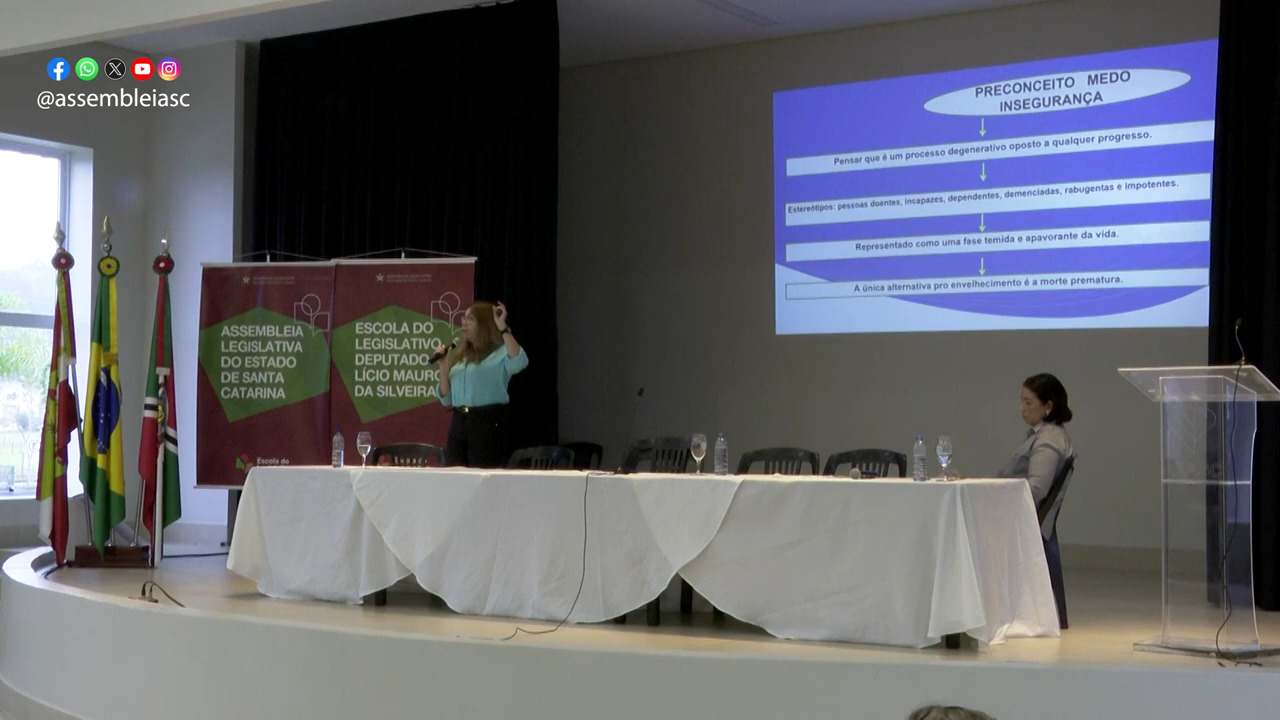 @assembleiasc
PRECONCEITO MEDO
INSEGURANÇA
Pensar que é um processo degenerativo oposto a qualquer progresso.
Estereótipos: pessoas doentes, incapazes, dependentes, demenciadas, rabugentas e impotentes.
Representado como uma fase temida e apavorante da vida.
A única alternativa pro envelhecimento é a morte prematura.
ASSEMBLEIA
LEGISLATIVA
DO ESTADO
DE SANTA
CATARINA
Escola do
ESCOLA DO
LEGISLATIVO
DEPUTADO
LÍCIO MAURO
DA SILVEIRA